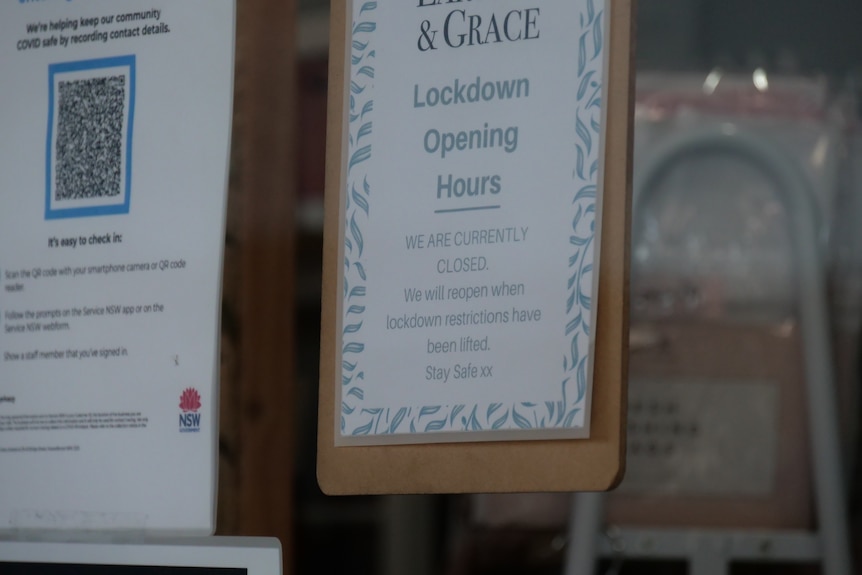 We're helping keep our community
COVID safe by recording contact details.
It's easy to check in:
Scan the QR code with your smartphone camera or QR code
reader.
Follow the prompts on the Service NSW app or on the
Service NSW webform.
Show a staff member that you've signed in
NSW
GOVERNMENT
& GRACE
Lockdown
Opening
Hours
WE ARE CURRENTLY
CLOSED.
We will reopen when
lockdown restrictions have
been lifted.
Stay Safe xx